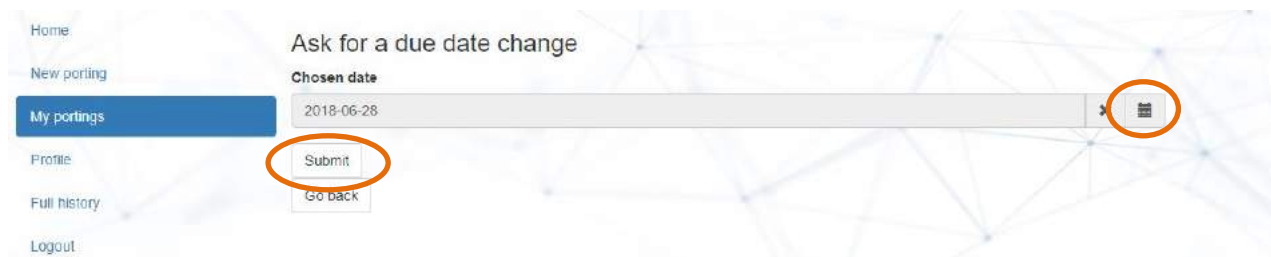 Home
New porting
My portings
Profile
Full history
Logout
Ask for a due date change
Chosen date
2018-06-28
Submit
Go back